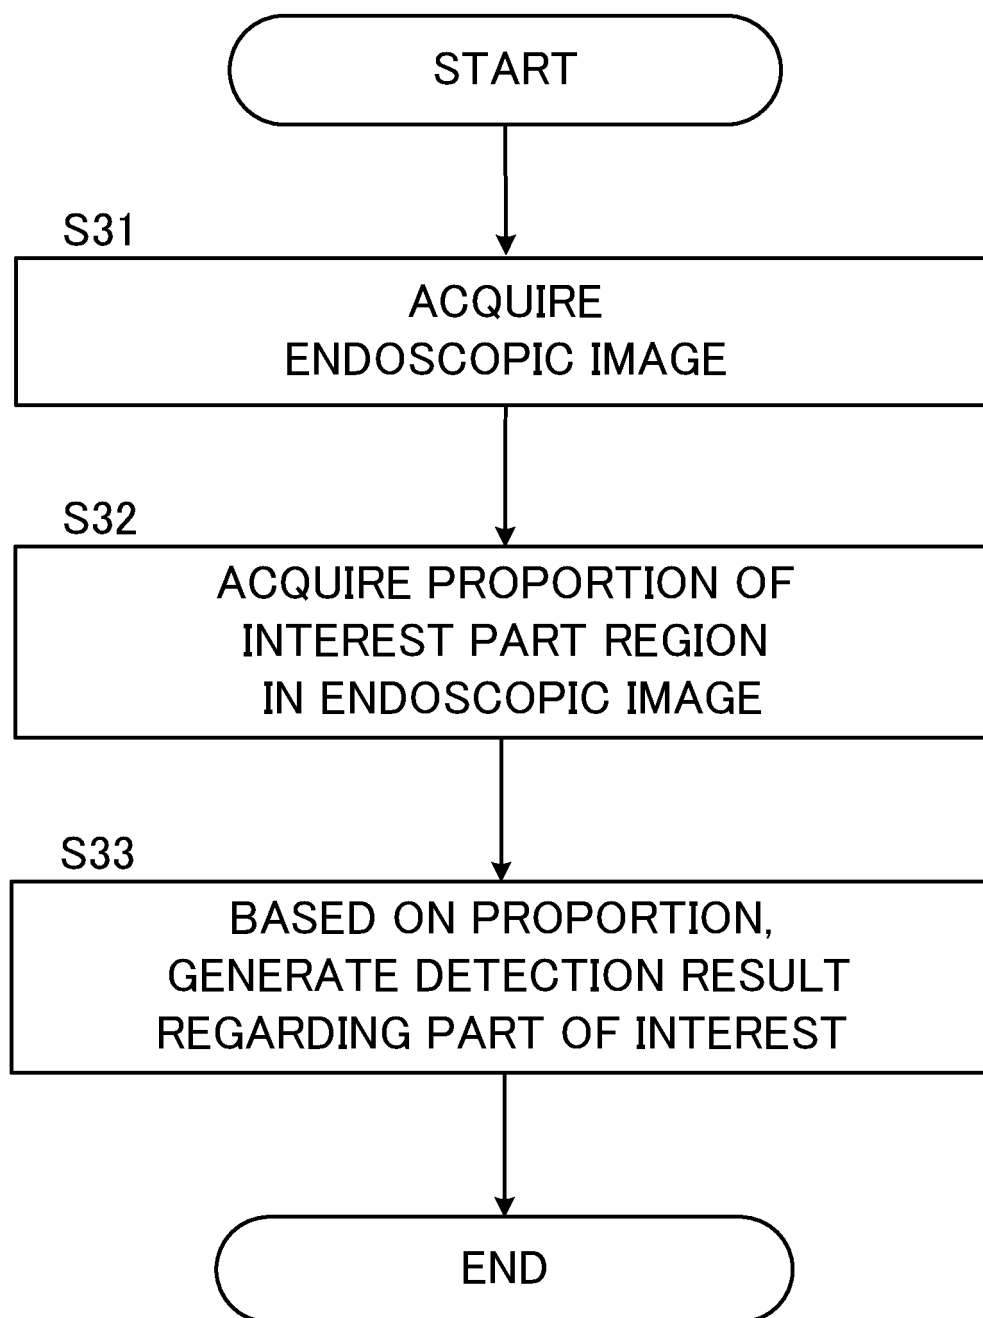 START
S31
ACQUIRE
ENDOSCOPIC IMAGE
S32
ACQUIRE PROPORTION OF
INTEREST PART REGION
IN ENDOSCOPIC IMAGE
S33
BASED ON PROPORTION,
GENERATE DETECTION RESULT
REGARDING PART OF INTEREST
END